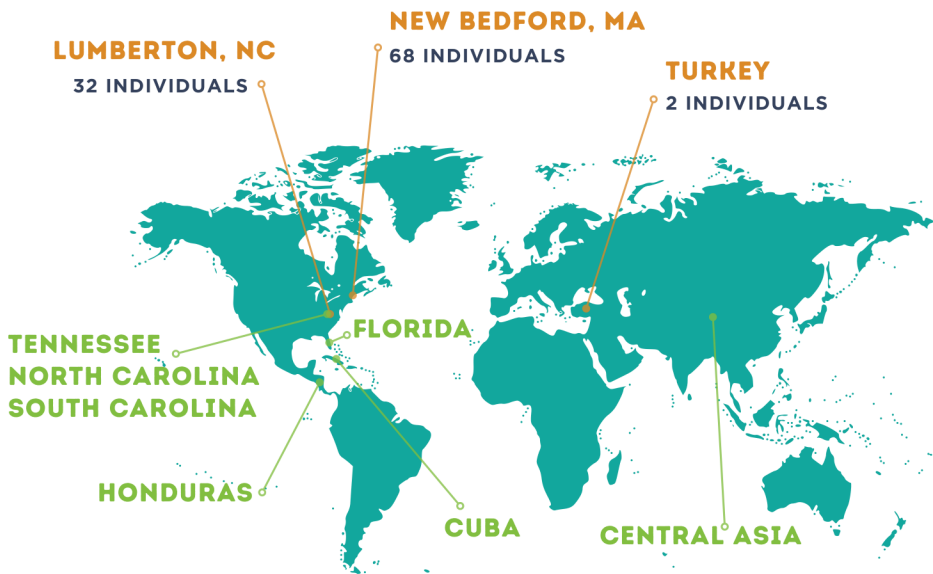 NEW BEDFORD, MA
68 INDIVIDUALS
LUMBERTON, NC
32 INDIVIDUALS
TURKEY
2 INDIVIDUALS
FLORIDA
TENNESSEE
NORTH CAROLINA
SOUTH CAROLINA
HONDURAS
CUBA
CENTRAL ASIA